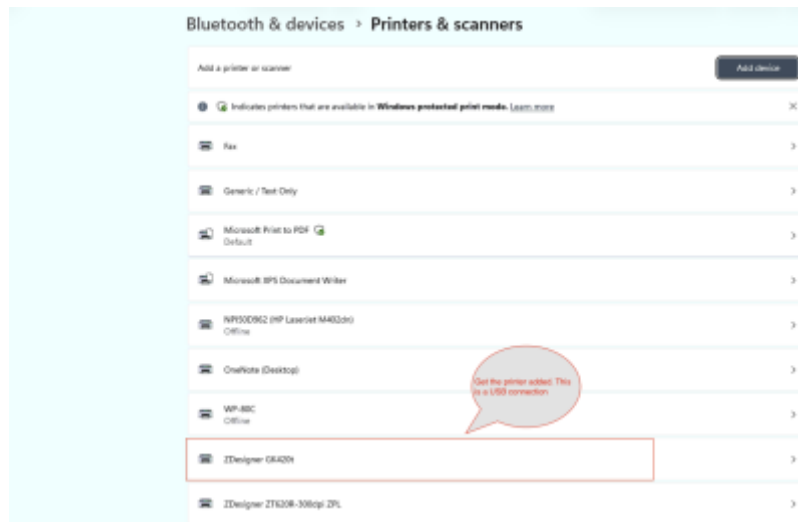 Bluetooth & devices > Printers & scanners
Add a printer or scanner
Add device
Indicates printers that are available in Windows protected print mode. Learn more
Fax
Generic / Text Only
Microsoft Print to PDF
Default
Microsoft XPS Document Writer
NPI50D962 (HP LaserJet M402dn)
Offline
OneNote (Desktop)
Get the printer added. This
is a USB connection
WP-80C
Offline
ZDesigner GK420t
ZDesigner ZT620R-300dpi ZPL